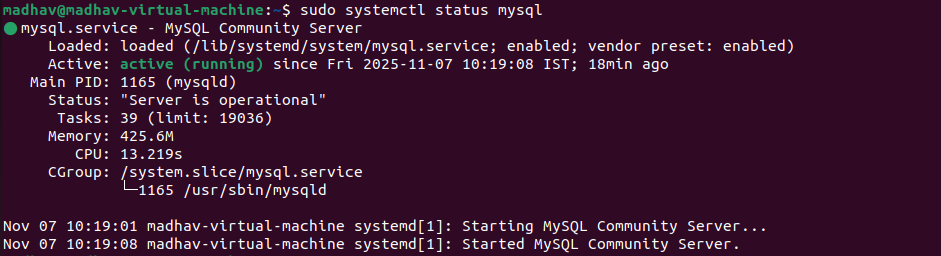 madhav@madhav-virtual-machine:~$ sudo systemctl status mysql
● mysql.service - MySQL Community Server
     Loaded: loaded (/lib/systemd/system/mysql.service; enabled; vendor preset: enabled)
     Active: active (running) since Fri 2025-11-07 10:19:08 IST; 18min ago
   Main PID: 1165 (mysqld)
     Status: "Server is operational"
      Tasks: 39 (limit: 19036)
     Memory: 425.6M
        CPU: 13.219s
     CGroup: /system.slice/mysql.service
             └─1165 /usr/sbin/mysqld

Nov 07 10:19:01 madhav-virtual-machine systemd[1]: Starting MySQL Community Server...
Nov 07 10:19:08 madhav-virtual-machine systemd[1]: Started MySQL Community Server.